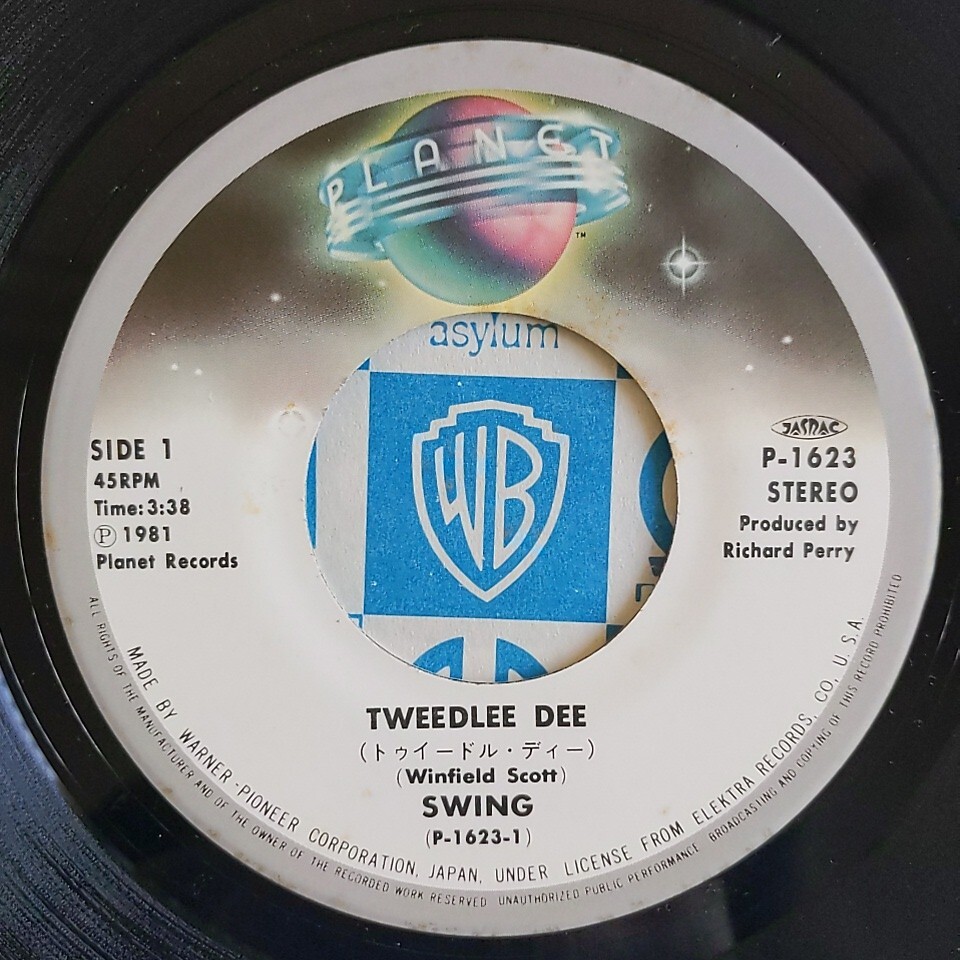 PLANET
TM
asylum
WB
SIDE 1
45RPM
Time: 3:38
Ⓟ 1981
Planet Records
JASRAC
P-1623
STEREO
Produced by
Richard Perry
TWEEDLEE DEE
(トゥイードル・ディー)
(Winfield Scott)
SWING
(P-1623-1)
MADE BY WARNER-PIONEER CORPORATION, JAPAN, UNDER LICENSE FROM ELEKTRA RECORDS, CO, U. S. A.
ALL RIGHTS OF THE MANUFACTURER AND OF THE OWNER OF THE RECORDED WORK RESERVED UNAUTHORIZED PUBLIC PERFORMANCE BROADCASTING AND COPYING OF THIS RECORD PROHIBITED